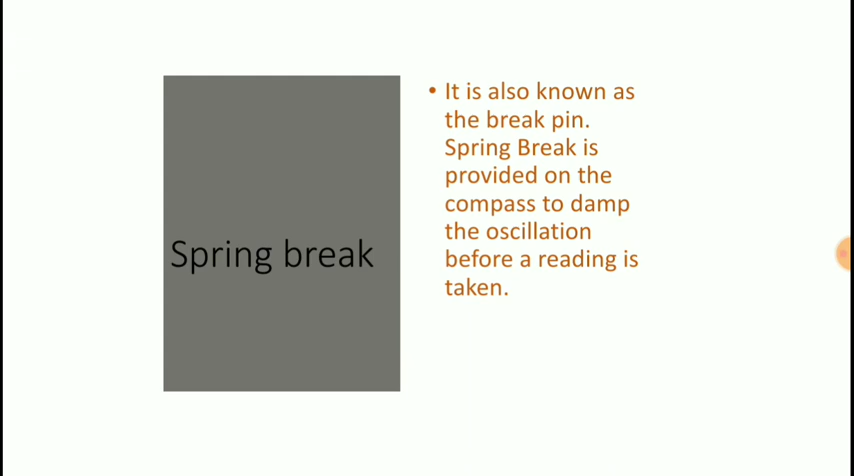 Spring break
• It is also known as
the break pin.
Spring Break is
provided on the
compass to damp
the oscillation
before a reading is
taken.